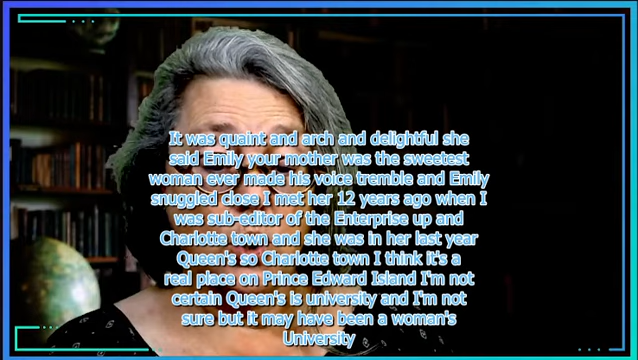 It was quaint and arch and delightful she
said Emily your mother was the sweetest
woman ever made his voice tremble and Emily
snuggled close I met her 12 years ago when I
was sub-editor of the Enterprise up and
Charlotte town and she was in her last year
Queen's so Charlotte town I think it's a
real place on Prince Edward Island I'm not
certain Queen's is university and I'm not
sure but it may have been a woman's
University